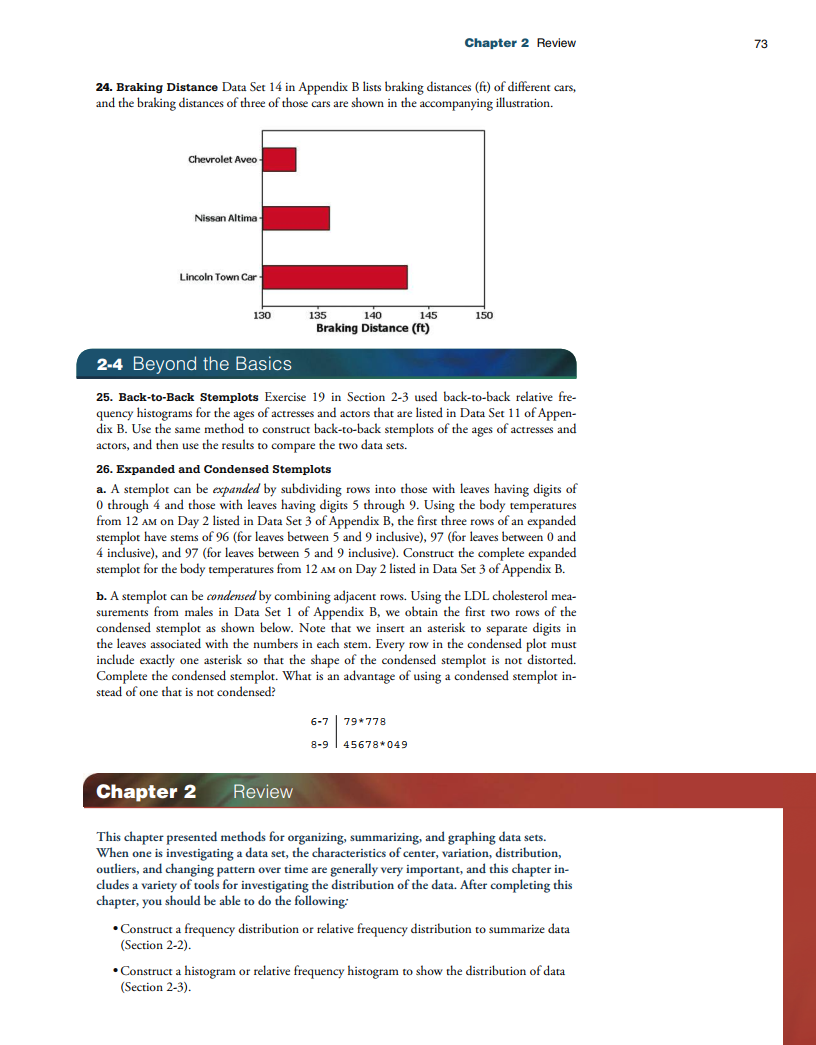 Chapter 2 Review 73
24. Braking Distance Data Set 14 in Appendix B lists braking distances (ft) of different cars,
and the braking distances of three of those cars are shown in the accompanying illustration.
Chevrolet Aveo
Nissan Altima
Lincoln Town Car
130 135 140 145 150
Braking Distance (ft)
2-4 Beyond the Basics
25. Back-to-Back Stemplots Exercise 19 in Section 2-3 used back-to-back relative fre-
quency histograms for the ages of actresses and actors that are listed in Data Set 11 of Appen-
dix B. Use the same method to construct back-to-back stemplots of the ages of actresses and
actors, and then use the results to compare the two data sets.
26. Expanded and Condensed Stemplots
a. A stemplot can be expanded by subdividing rows into those with leaves having digits of
0 through 4 and those with leaves having digits 5 through 9. Using the body temperatures
from 12 AM on Day 2 listed in Data Set 3 of Appendix B, the first three rows of an expanded
stemplot have stems of 96 (for leaves between 5 and 9 inclusive), 97 (for leaves between 0 and
4 inclusive), and 97 (for leaves between 5 and 9 inclusive). Construct the complete expanded
stemplot for the body temperatures from 12 AM on Day 2 listed in Data Set 3 of Appendix B.
b. A stemplot can be condensed by combining adjacent rows. Using the LDL cholesterol mea-
surements from males in Data Set 1 of Appendix B, we obtain the first two rows of the
condensed stemplot as shown below. Note that we insert an asterisk to separate digits in
the leaves associated with the numbers in each stem. Every row in the condensed plot must
include exactly one asterisk so that the shape of the condensed stemplot is not distorted.
Complete the condensed stemplot. What is an advantage of using a condensed stemplot in-
stead of one that is not condensed?
6-7 79*778
8-9 45678*049
Chapter 2 Review
This chapter presented methods for organizing, summarizing, and graphing data sets.
When one is investigating a data set, the characteristics of center, variation, distribution,
outliers, and changing pattern over time are generally very important, and this chapter in-
cludes a variety of tools for investigating the distribution of the data. After completing this
chapter, you should be able to do the following:
• Construct a frequency distribution or relative frequency distribution to summarize data
(Section 2-2).
• Construct a histogram or relative frequency histogram to show the distribution of data
(Section 2-3).